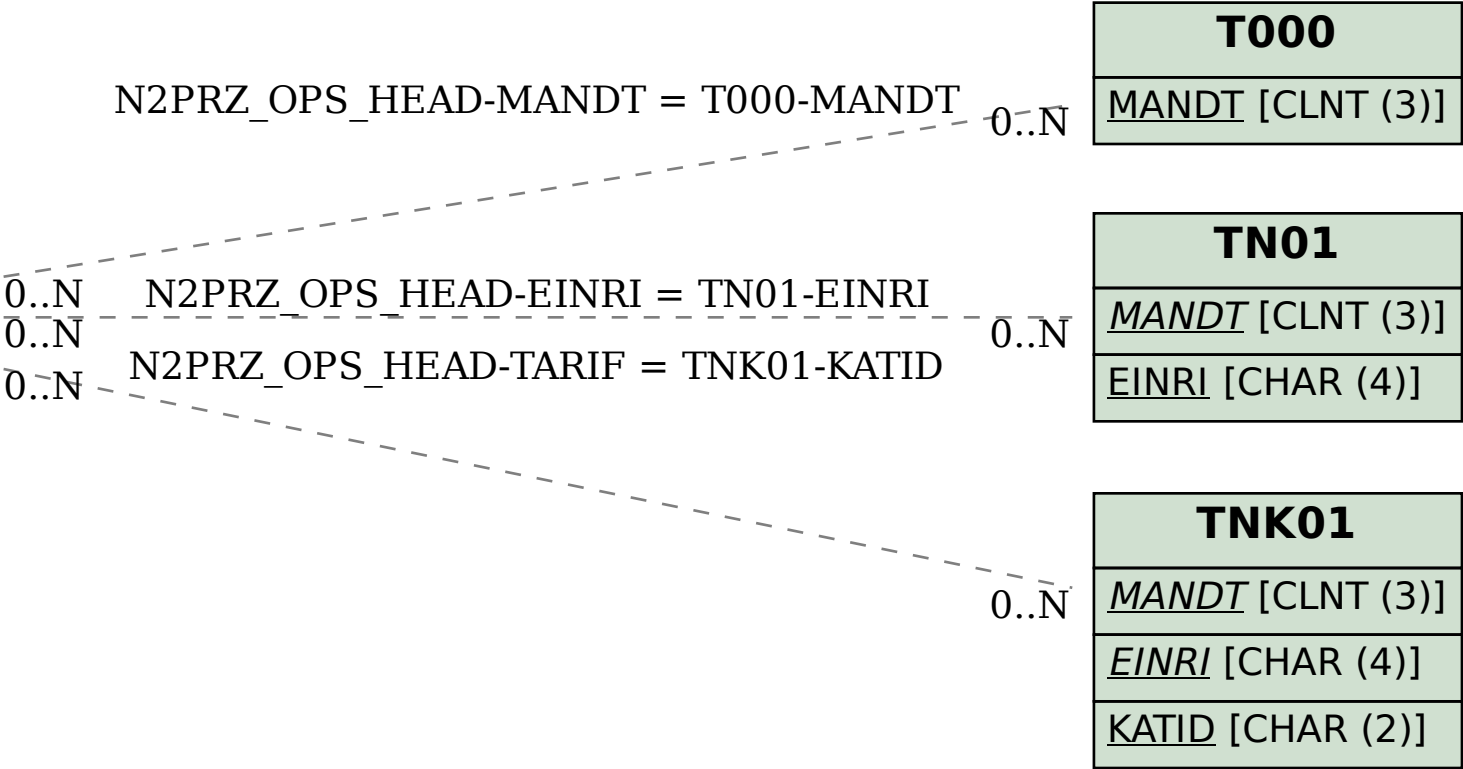 T000
N2PRZ_OPS_HEAD-MANDT = T000-MANDT
0..N
MANDT [CLNT (3)]
TN01
0..N
N2PRZ_OPS_HEAD-EINRI = TN01-EINRI
0..N
0..N
MANDT [CLNT (3)]
N2PRZ_OPS_HEAD-TARIF = TNK01-KATID
0..N
EINRI [CHAR (4)]
TNK01
0..N
MANDT [CLNT (3)]
EINRI [CHAR (4)]
KATID [CHAR (2)]